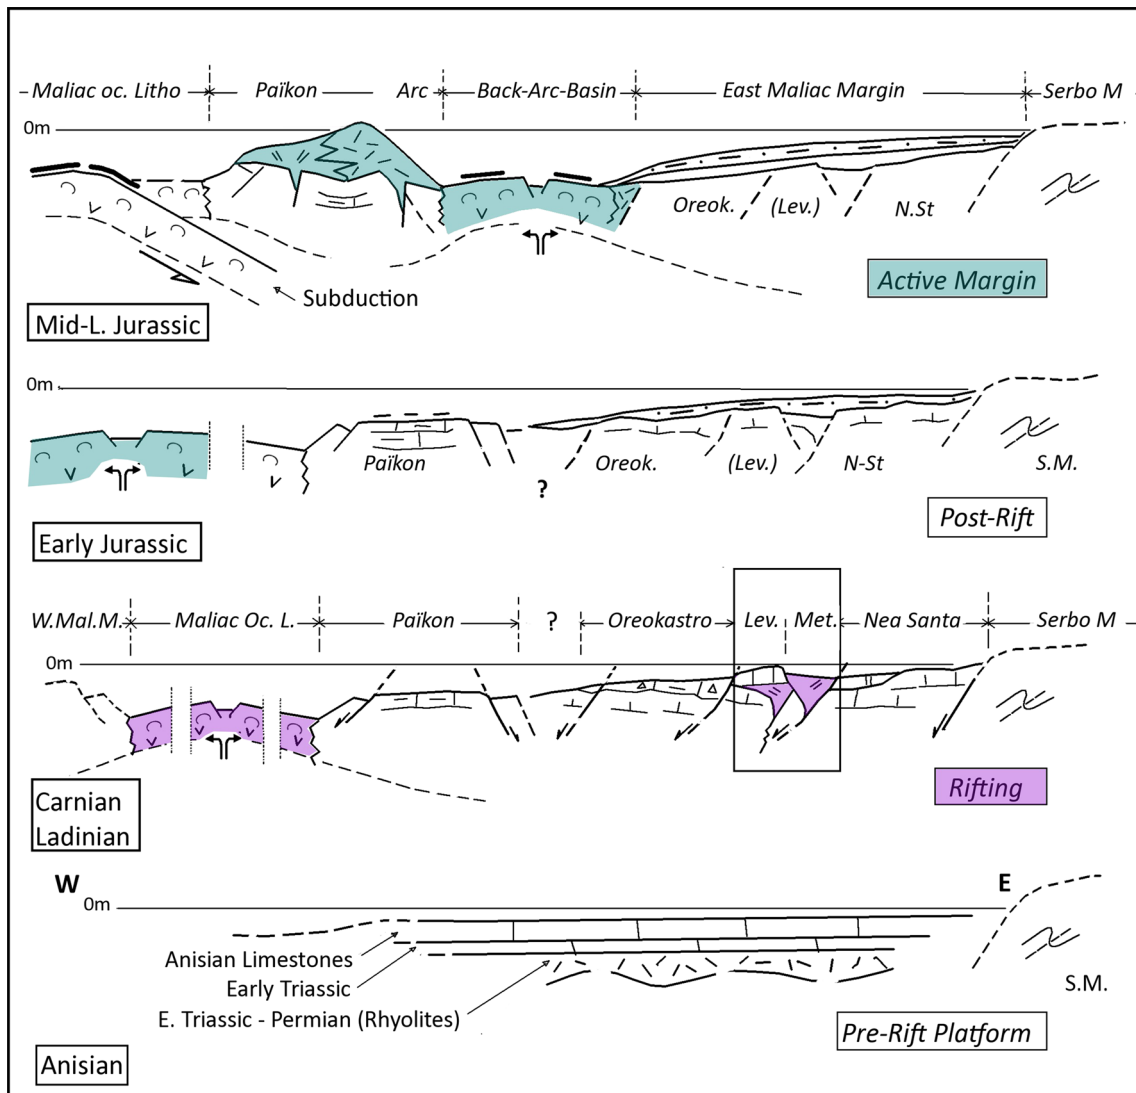 Maliac oc. Litho Païkon Arc Back-Arc-Basin East Maliac Margin Serbo M
0m
Oreok. (Lev.) N.St
Active Margin
Subduction
Mid-L. Jurassic
0m
Païkon Oreok. (Lev.) N-St S.M.
?
Post-Rift
Early Jurassic
W.Mal.M. Maliac Oc. L. Païkon ? Oreokastro Lev. Met. Nea Santa Serbo M
0m
Rifting
Carnian
Ladinian
W E
0m
Anisian Limestones
Early Triassic
S.M.
E. Triassic - Permian (Rhyolites)
Pre-Rift Platform
Anisian